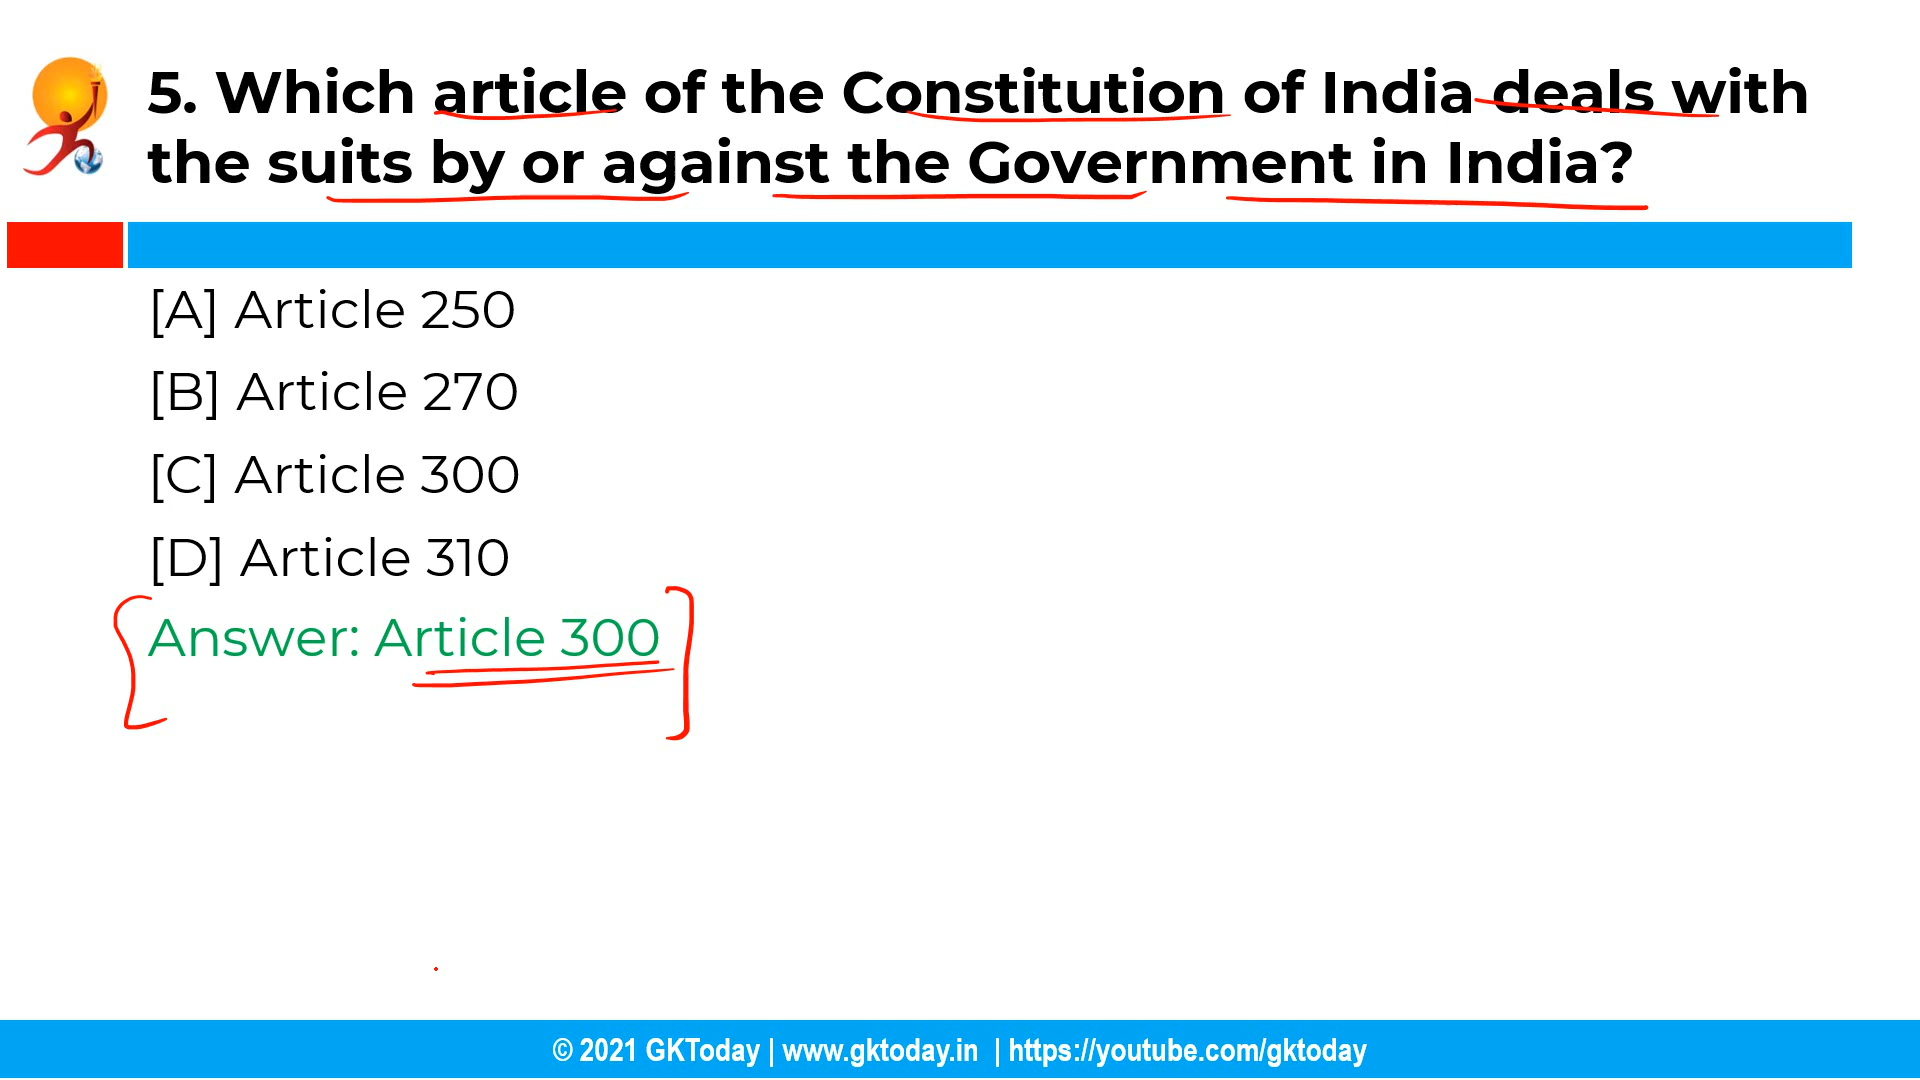 5. Which article of the Constitution of India deals with
the suits by or against the Government in India?
[A] Article 250
[B] Article 270
[C] Article 300
[D] Article 310
Answer: Article 300
© 2021 GKToday | www.gktoday.in | https://youtube.com/gktoday